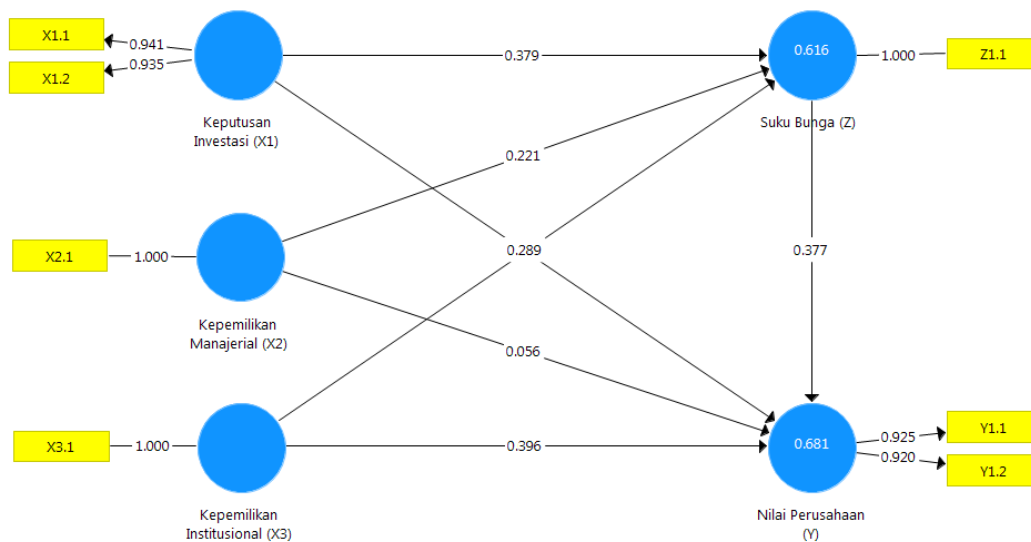 X1.1
0.941
X1.2
0.935
Keputusan
Investasi (X1)
0.379
0.616
1.000
Z1.1
Suku Bunga (Z)
0.221
X2.1
1.000
Kepemilikan
Manajerial (X2)
0.289
0.377
0.056
X3.1
1.000
Kepemilikan
Institusional (X3)
0.396
0.681
0.925
Y1.1
0.920
Y1.2
Nilai Perusahaan
(Y)